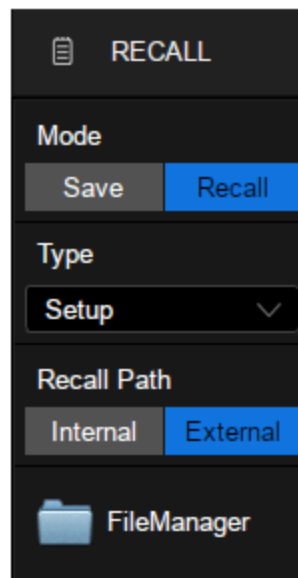 RECALL
Mode
Save Recall
Type
Setup
Recall Path
Internal External
FileManager